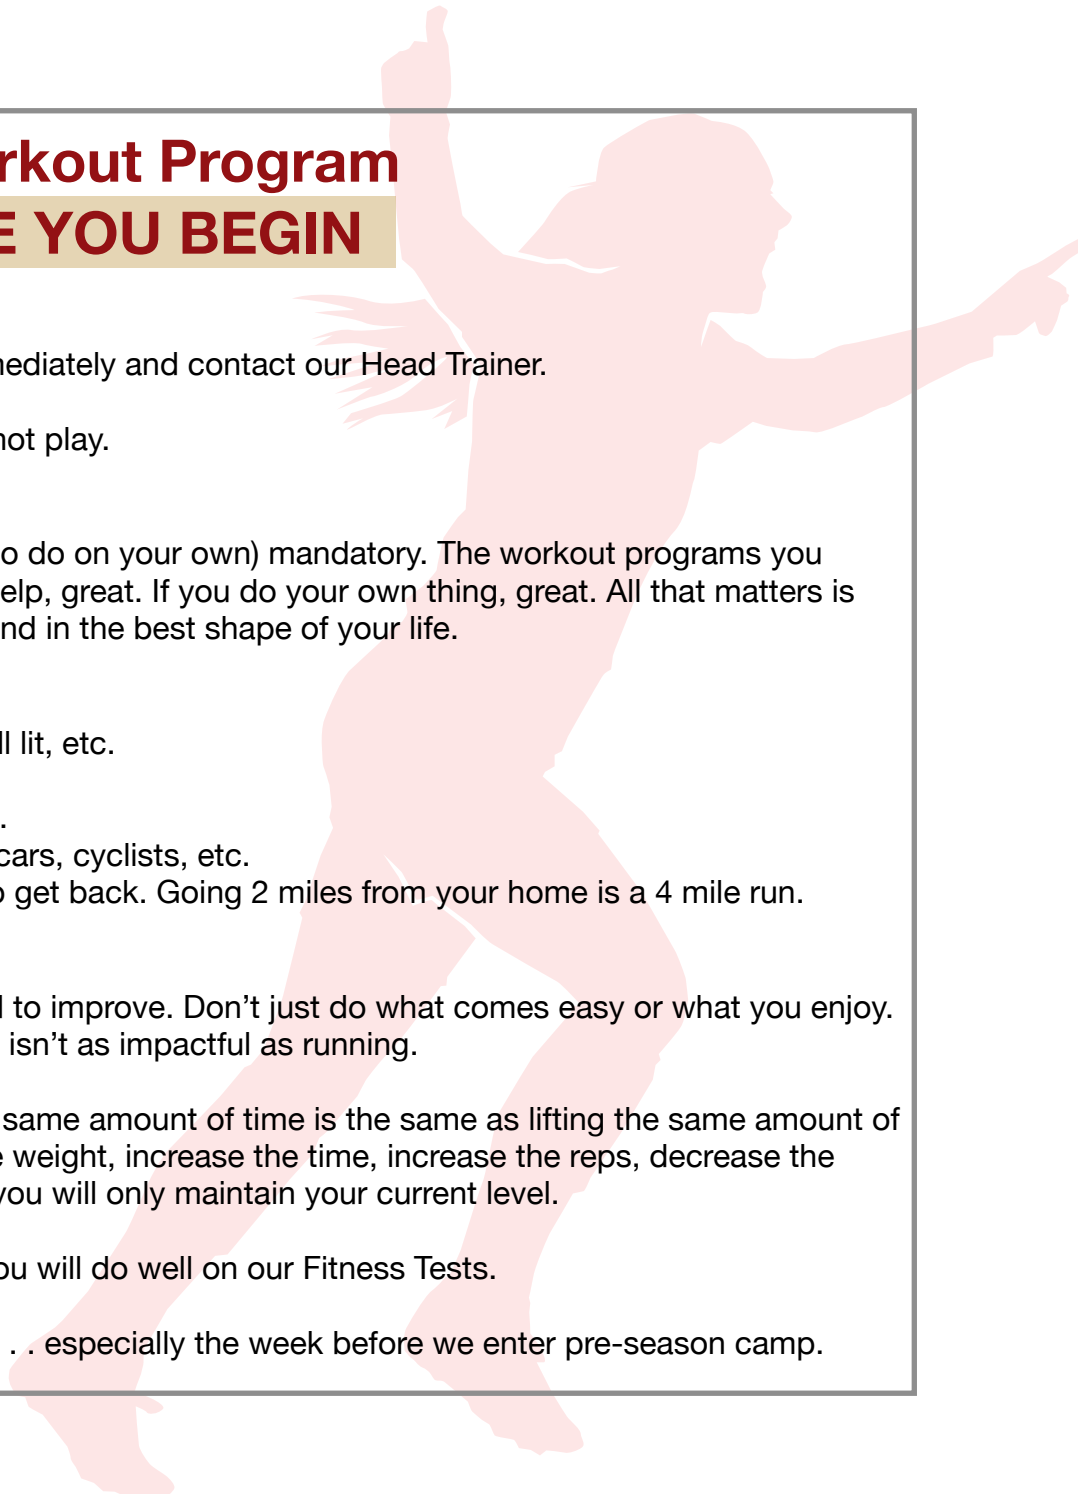 rkout Program
E YOU BEGIN
mediately and contact our Head Trainer.
not play.
o do on your own) mandatory. The workout programs you
elp, great. If you do your own thing, great. All that matters is
nd in the best shape of your life.
ll lit, etc.
.
cars, cyclists, etc.
o get back. Going 2 miles from your home is a 4 mile run.
d to improve. Don’t just do what comes easy or what you enjoy.
isn’t as impactful as running.
same amount of time is the same as lifting the same amount of
e weight, increase the time, increase the reps, decrease the
you will only maintain your current level.
ou will do well on our Fitness Tests.
. . especially the week before we enter pre-season camp.